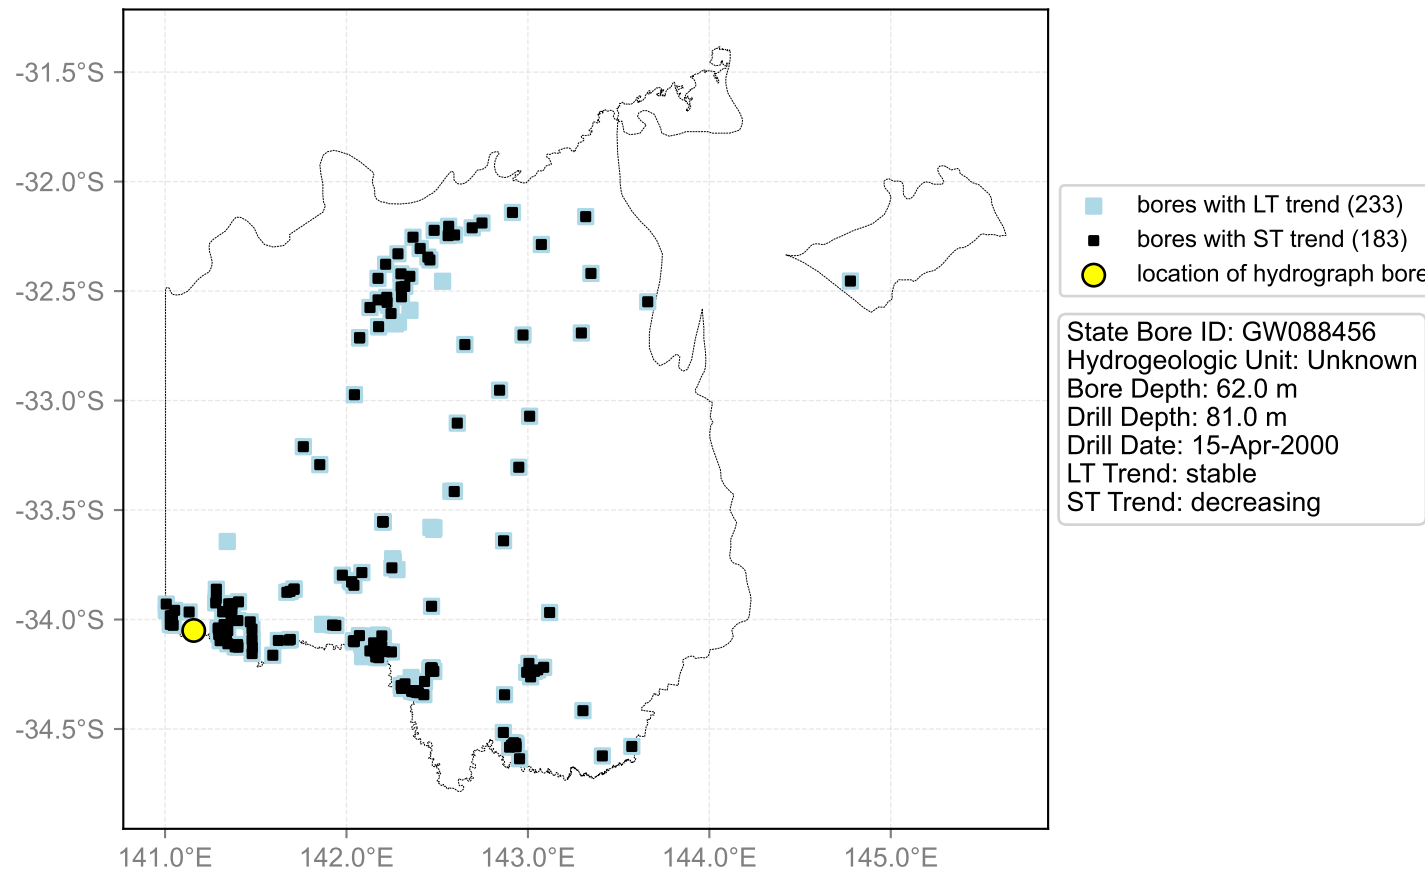 -31.5°S
-32.0°S
-32.5°S
-33.0°S
-33.5°S
-34.0°S
-34.5°S
141.0°E 142.0°E 143.0°E 144.0°E 145.0°E
bores with LT trend (233)
bores with ST trend (183)
location of hydrograph bore
State Bore ID: GW088456
Hydrogeologic Unit: Unknown
Bore Depth: 62.0 m
Drill Depth: 81.0 m
Drill Date: 15-Apr-2000
LT Trend: stable
ST Trend: decreasing